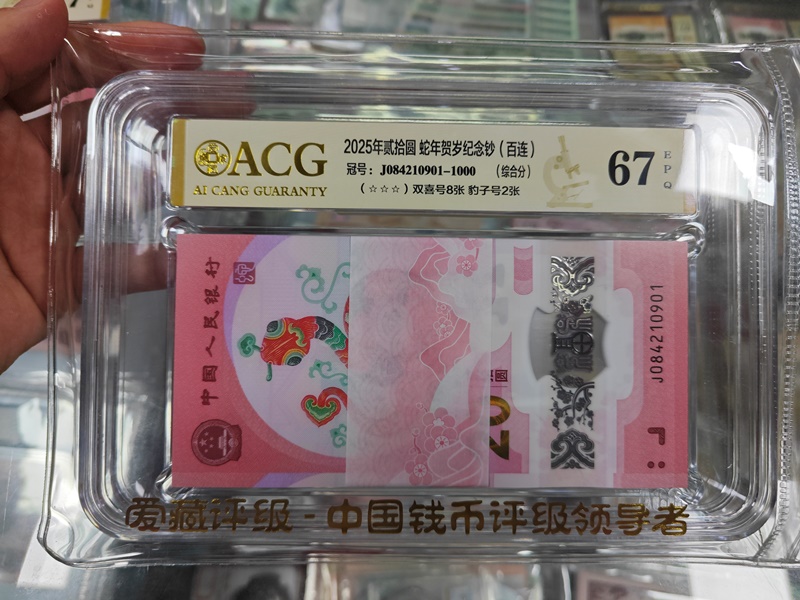 ACG
AI CANG GUARANTY
2025年贰拾圆 蛇年贺岁纪念钞（百连）
冠号：J084210901-1000 （综合分）
（☆☆☆）双喜号8张 豹子号2张
67
EPQ
中國人民銀行
圆
20
J084210901
爱藏评级-中国钱币评级领导者